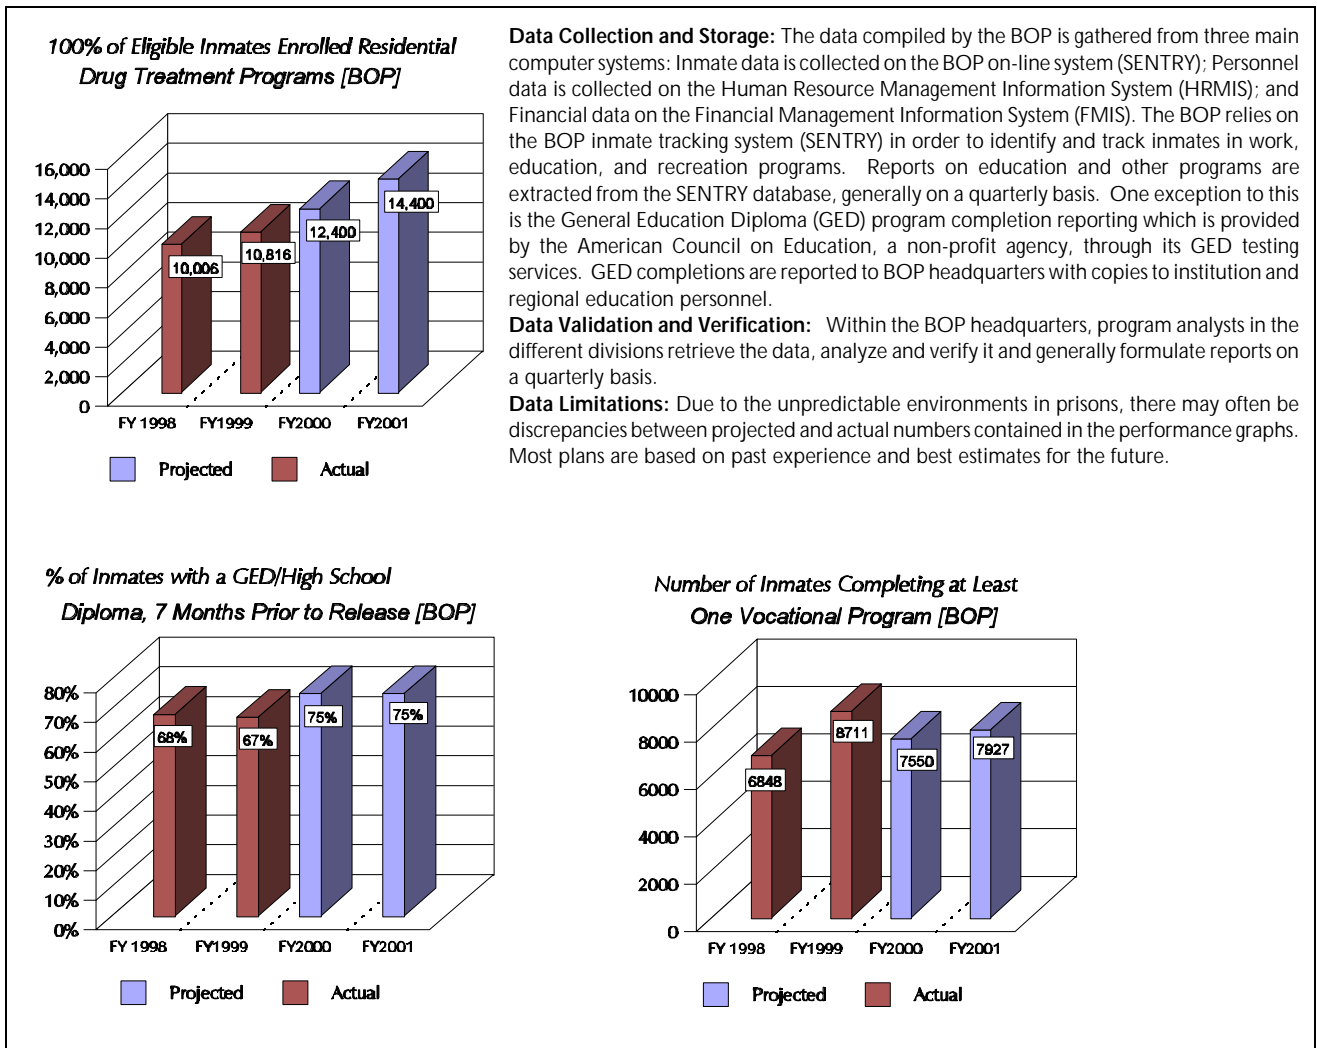 100% of Eligible Inmates Enrolled Residential
Drug Treatment Programs [BOP]
16,000
14,000
12,000
10,000
8,000
6,000
4,000
2,000
0
10,006
10,816
12,400
14,400
FY 1998 FY1999 FY2000 FY2001
Projected Actual
Data Collection and Storage: The data compiled by the BOP is gathered from three main
computer systems: Inmate data is collected on the BOP on-line system (SENTRY); Personnel
data is collected on the Human Resource Management Information System (HRMIS); and
Financial data on the Financial Management Information System (FMIS). The BOP relies on
the BOP inmate tracking system (SENTRY) in order to identify and track inmates in work,
education, and recreation programs. Reports on education and other programs are
extracted from the SENTRY database, generally on a quarterly basis. One exception to this
is the General Education Diploma (GED) program completion reporting which is provided
by the American Council on Education, a non-profit agency, through its GED testing
services. GED completions are reported to BOP headquarters with copies to institution and
regional education personnel.
Data Validation and Verification: Within the BOP headquarters, program analysts in the
different divisions retrieve the data, analyze and verify it and generally formulate reports on
a quarterly basis.
Data Limitations: Due to the unpredictable environments in prisons, there may often be
discrepancies between projected and actual numbers contained in the performance graphs.
Most plans are based on past experience and best estimates for the future.
% of Inmates with a GED/High School
Diploma, 7 Months Prior to Release [BOP]
80%
70%
60%
50%
40%
30%
20%
10%
0%
68%
67%
75%
75%
FY 1998 FY1999 FY2000 FY2001
Projected Actual
Number of Inmates Completing at Least
One Vocational Program [BOP]
10000
8000
6000
4000
2000
0
6848
8711
7550
7927
FY 1998 FY1999 FY2000 FY2001
Projected Actual